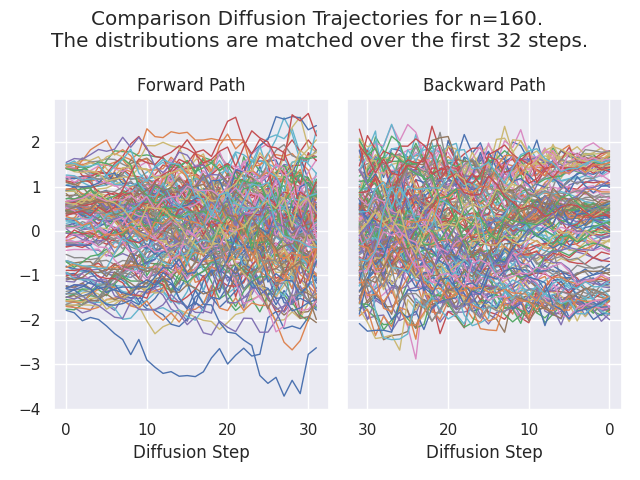 Comparison Diffusion Trajectories for n=160.
The distributions are matched over the first 32 steps.
Forward Path
Backward Path
2
1
0
−1
−2
−3
−4
0 10 20 30
30 20 10 0
Diffusion Step
Diffusion Step